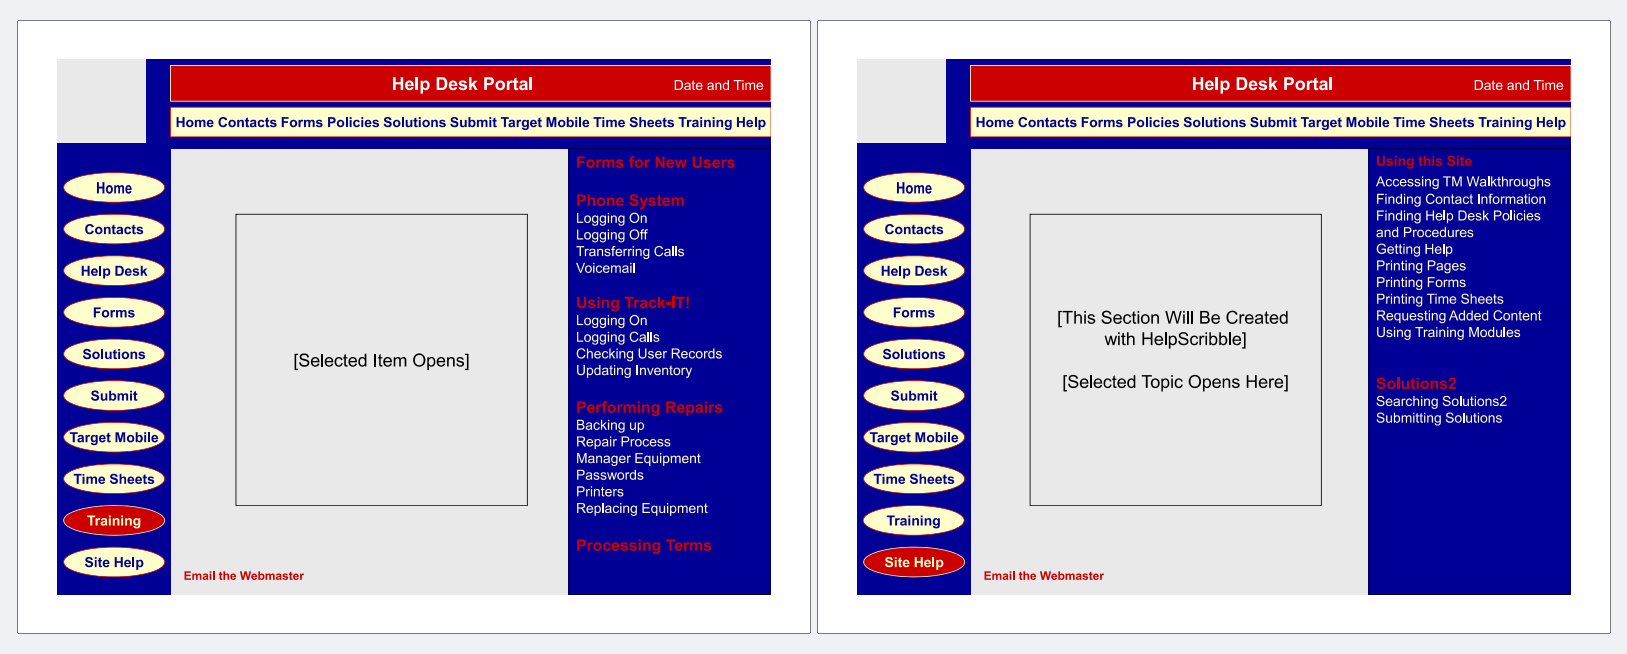 Help Desk Portal
Date and Time
Home Contacts Forms Policies Solutions Submit Target Mobile Time Sheets Training Help
Home
Contacts
Help Desk
Forms
Solutions
Submit
Target Mobile
Time Sheets
Training
Site Help
[Selected Item Opens]
Email the Webmaster
Forms for New Users
Phone System
Logging On
Logging Off
Transferring Calls
Voicemail
Using Track-IT!
Logging On
Logging Calls
Checking User Records
Updating Inventory
Performing Repairs
Backing up
Repair Process
Manager Equipment
Passwords
Printers
Replacing Equipment
Processing Terms
Help Desk Portal
Date and Time
Home Contacts Forms Policies Solutions Submit Target Mobile Time Sheets Training Help
Home
Contacts
Help Desk
Forms
Solutions
Submit
Target Mobile
Time Sheets
Training
Site Help
[This Section Will Be Created
with HelpScribble]
[Selected Topic Opens Here]
Email the Webmaster
Using this Site
Accessing TM Walkthroughs
Finding Contact Information
Finding Help Desk Policies
and Procedures
Getting Help
Printing Pages
Printing Forms
Printing Time Sheets
Requesting Added Content
Using Training Modules
Solutions2
Searching Solutions2
Submitting Solutions